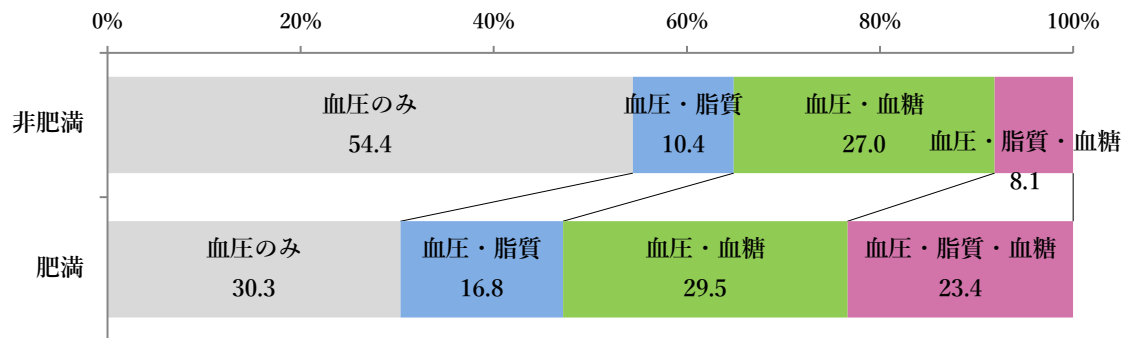 0% 20% 40% 60% 80% 100%
非肥満
血圧のみ
54.4
血圧・脂質
10.4
血圧・血糖
27.0
血圧・脂質・血糖
8.1
肥満
血圧のみ
30.3
血圧・脂質
16.8
血圧・血糖
29.5
血圧・脂質・血糖
23.4